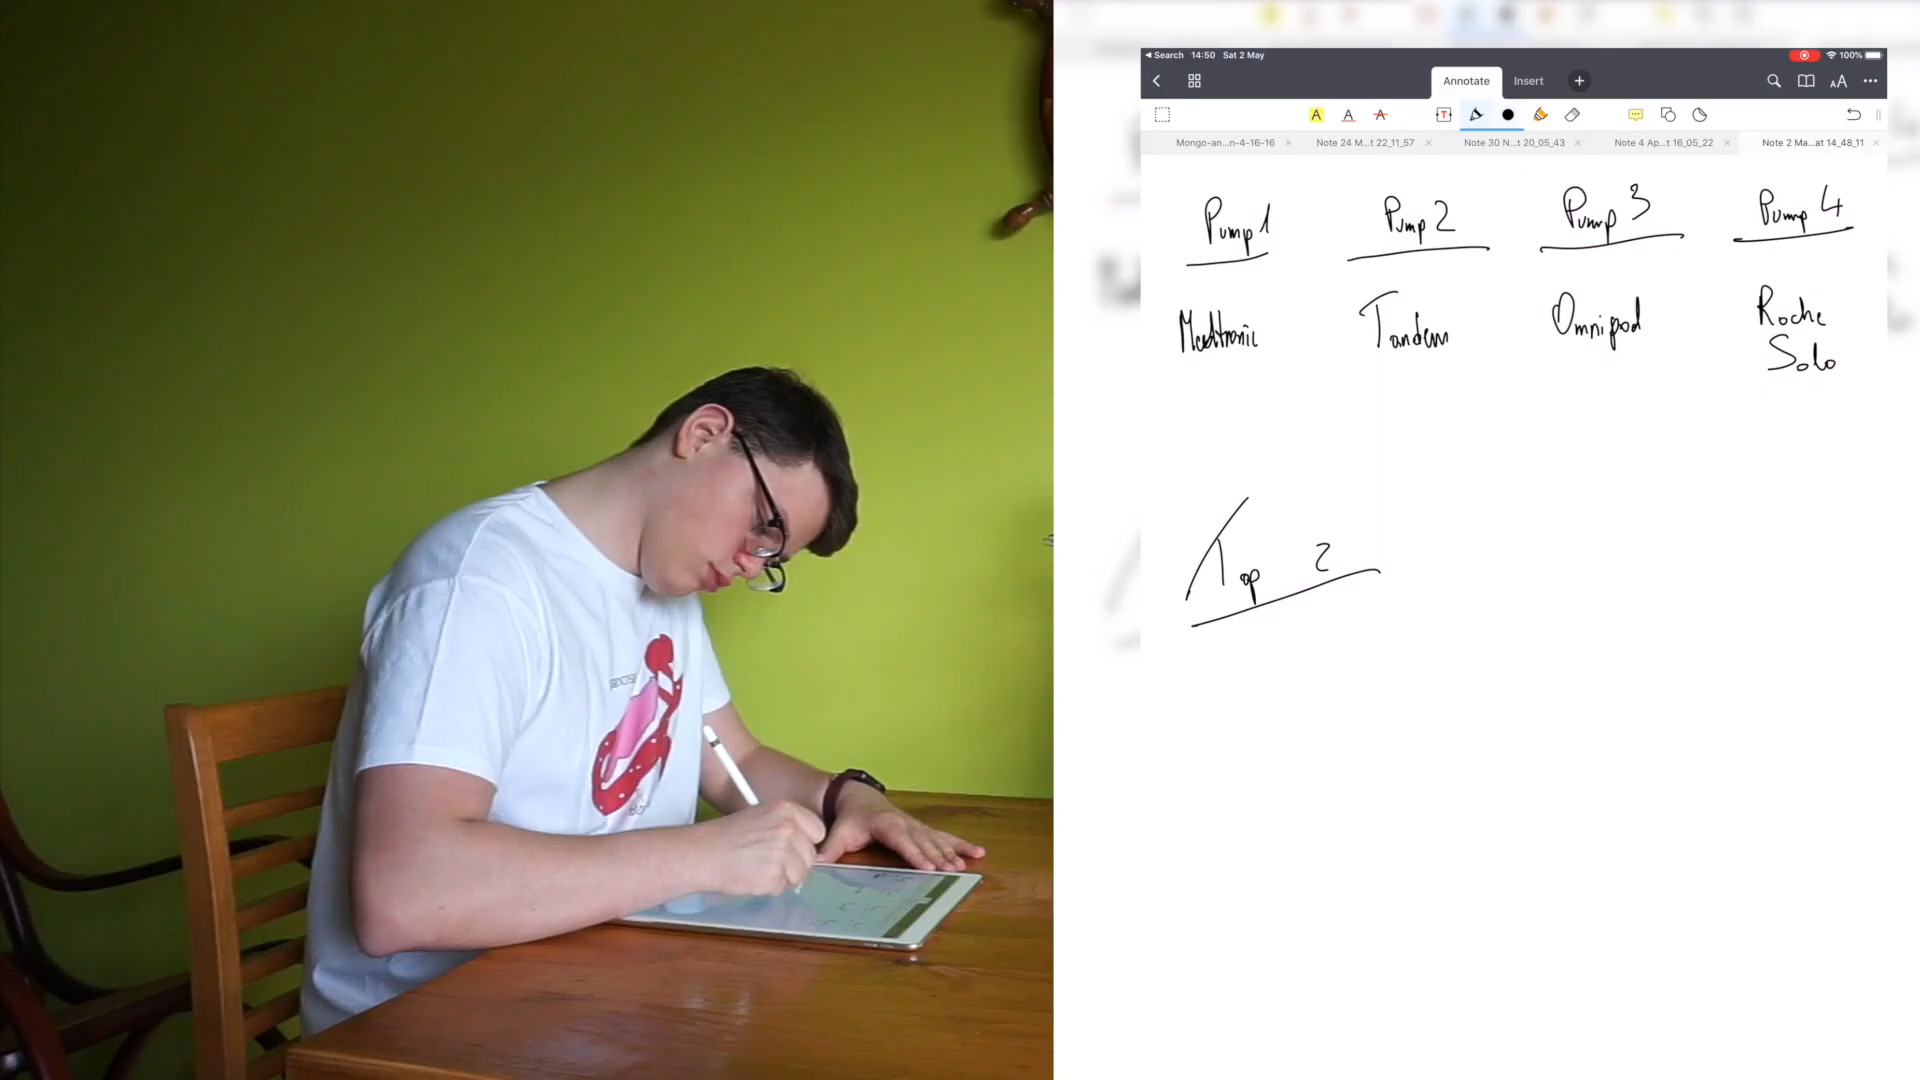 Search 14:50 Sat 2 May 100%
Annotate Insert
Mongo-an...n-4-16-16 Note 24 M...t 22_11_57 Note 30 N...t 20_05_43 Note 4 Ap...t 16_05_22 Note 2 Ma...at 14_48_11
Pump 1 Pump 2 Pump 3 Pump 4
Medtronic Tandem Omnipod Roche
Solo
Top 2